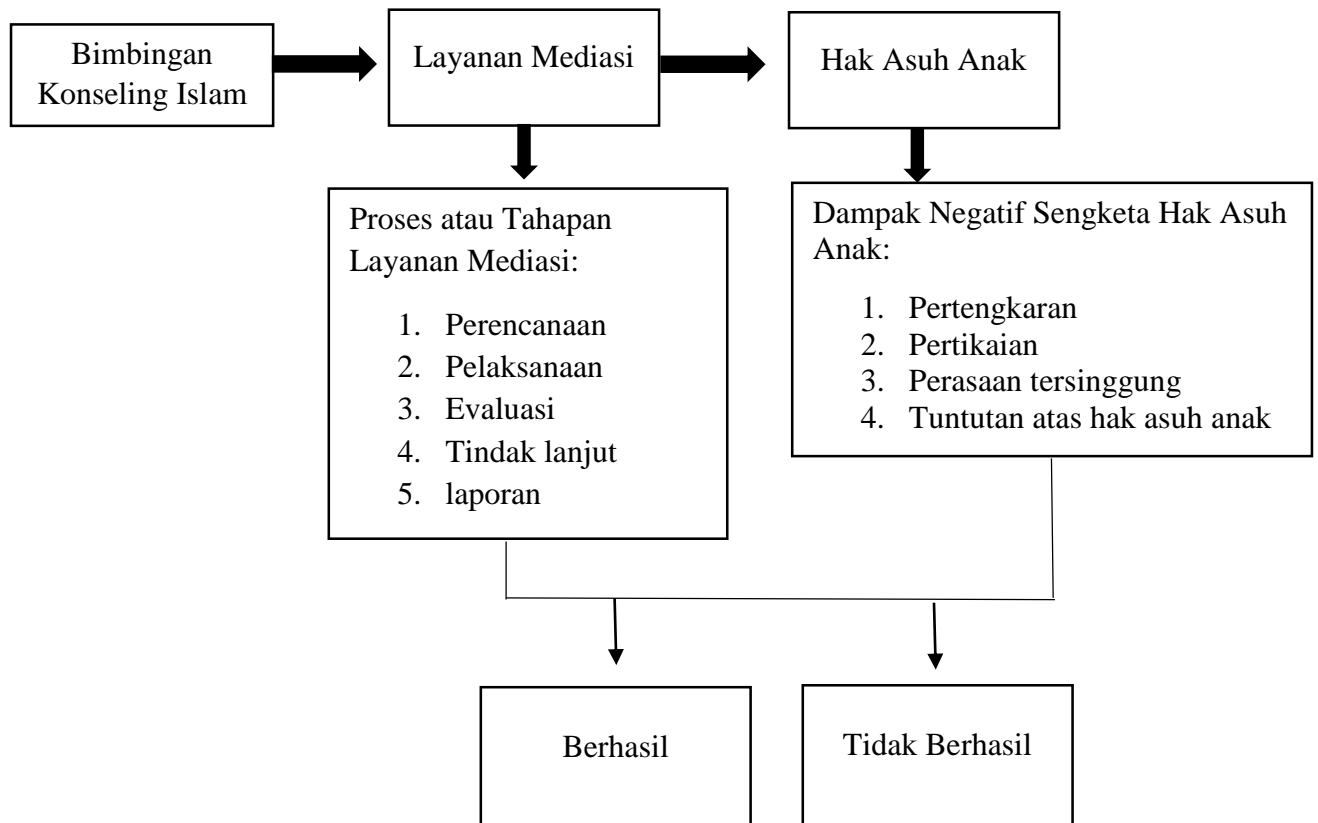 Bimbingan
Konseling Islam
Layanan Mediasi
Hak Asuh Anak
Proses atau Tahapan
Layanan Mediasi:
1. Perencanaan
2. Pelaksanaan
3. Evaluasi
4. Tindak lanjut
5. laporan
Dampak Negatif Sengketa Hak Asuh
Anak:
1. Pertengkaran
2. Pertikaian
3. Perasaan tersinggung
4. Tuntutan atas hak asuh anak
Berhasil
Tidak Berhasil